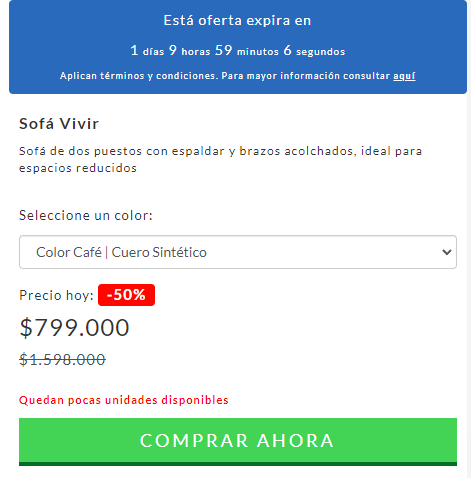 Está oferta expira en
1 días 9 horas 59 minutos 6 segundos
Aplican términos y condiciones. Para mayor información consultar aquí
Sofá Vivir
Sofá de dos puestos con espaldar y brazos acolchados, ideal para
espacios reducidos
Seleccione un color:
Color Café | Cuero Sintético
Precio hoy: -50%
$799.000
$1.598.000
Quedan pocas unidades disponibles
COMPRAR AHORA